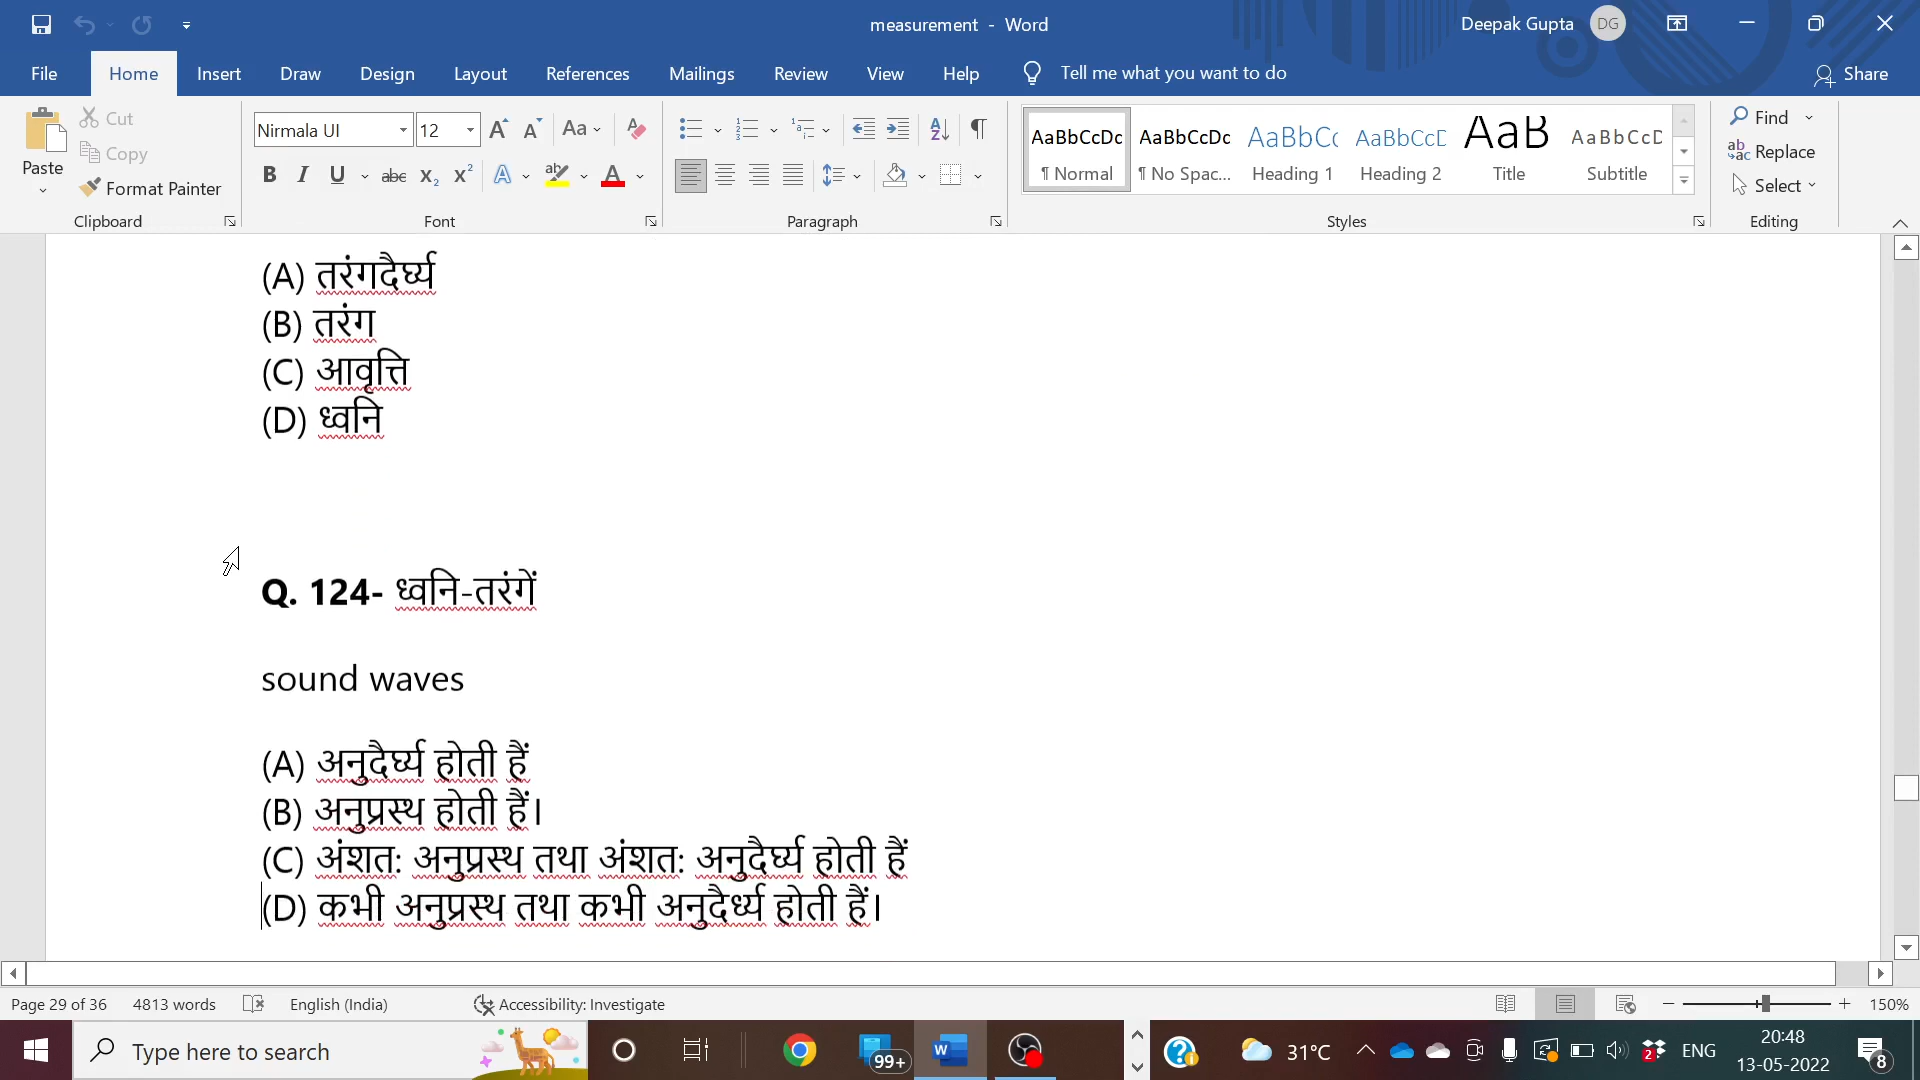 measurement - Word
Deepak Gupta DG
File Home Insert Draw Design Layout References Mailings Review View Help Tell me what you want to do Share
Paste Cut Copy Format Painter Clipboard
Nirmala UI 12 Font
Paragraph
AaBbCcDc AaBbCcDc AaBbCc AaBbCcD AaB AaBbCcD
¶ Normal ¶ No Spac... Heading 1 Heading 2 Title Subtitle
Styles
Find
Replace
Select
Editing
(A) तरंगदैर्घ्य
(B) तरंग
(C) आवृत्ति
(D) ध्वनि
Q. 124- ध्वनि-तरंगें
sound waves
(A) अनुदैर्घ्य होती हैं
(B) अनुप्रस्थ होती हैं।
(C) अंशत: अनुप्रस्थ तथा अंशत: अनुदैर्घ्य होती हैं
(D) कभी अनुप्रस्थ तथा कभी अनुदैर्ध्य होती हैं।
Page 29 of 36 4813 words English (India) Accessibility: Investigate 150%
Type here to search 99+ 31°C ENG 20:48
13-05-2022 8